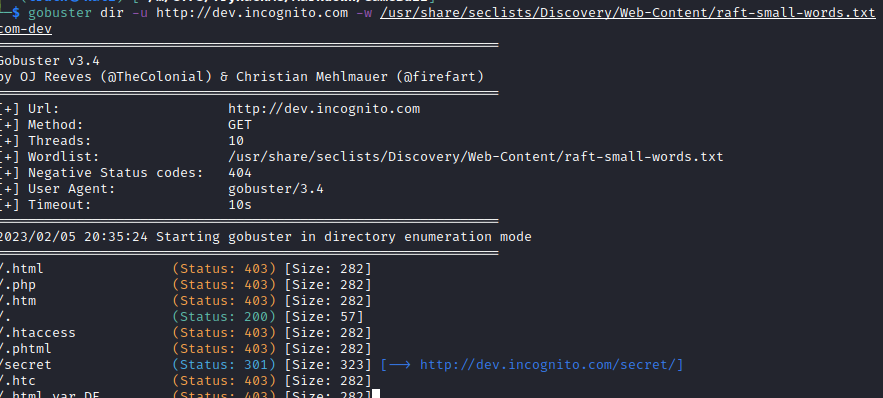 $ gobuster dir -u http://dev.incognito.com -w /usr/share/seclists/Discovery/Web-Content/raft-small-words.txt
com-dev
Gobuster v3.4
by OJ Reeves (@TheColonial) & Christian Mehlmauer (@firefart)
[+] Url: http://dev.incognito.com
[+] Method: GET
[+] Threads: 10
[+] Wordlist: /usr/share/seclists/Discovery/Web-Content/raft-small-words.txt
[+] Negative Status codes: 404
[+] User Agent: gobuster/3.4
[+] Timeout: 10s
2023/02/05 20:35:24 Starting gobuster in directory enumeration mode
/.html (Status: 403) [Size: 282]
/.php (Status: 403) [Size: 282]
/.htm (Status: 403) [Size: 282]
/. (Status: 200) [Size: 57]
/.htaccess (Status: 403) [Size: 282]
/.phtml (Status: 403) [Size: 282]
/secret (Status: 301) [Size: 323] [--> http://dev.incognito.com/secret/]
/.htc (Status: 403) [Size: 282]
/.html_var_DE (Status: 403) [Size: 282]